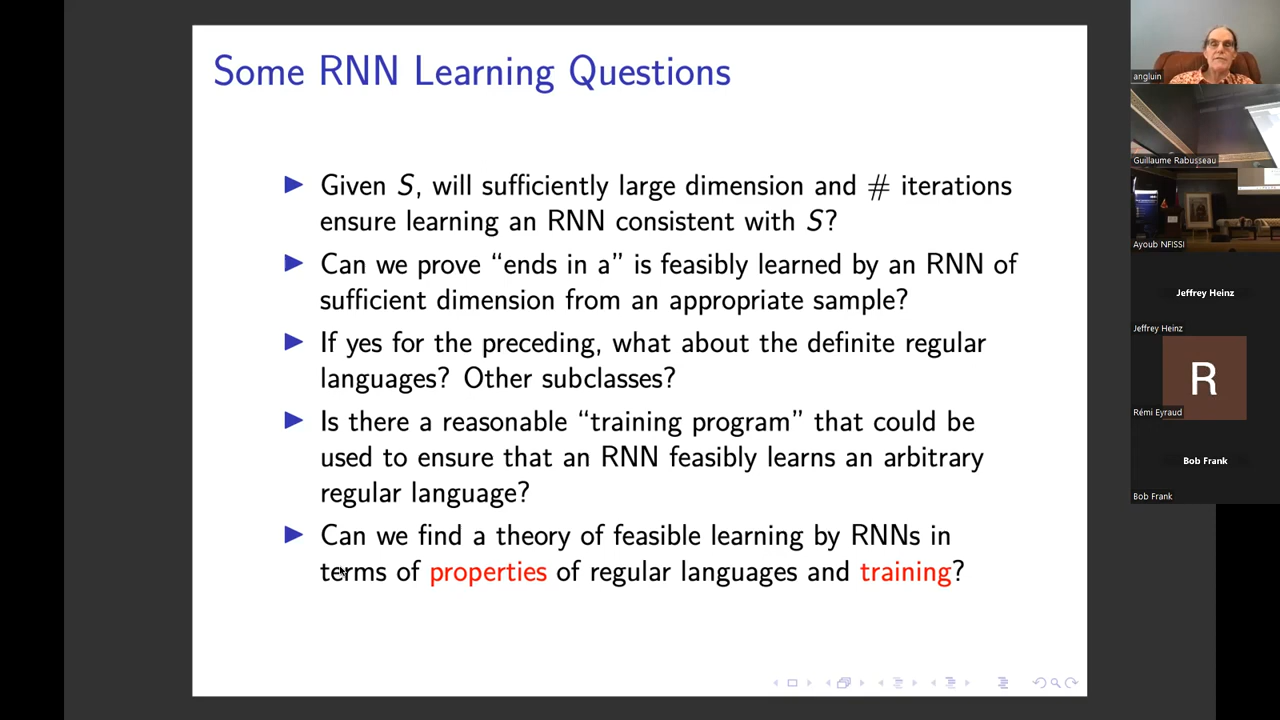 Some RNN Learning Questions
Given S, will sufficiently large dimension and # iterations
ensure learning an RNN consistent with S?
Can we prove “ends in a” is feasibly learned by an RNN of
sufficient dimension from an appropriate sample?
If yes for the preceding, what about the definite regular
languages? Other subclasses?
Is there a reasonable “training program” that could be
used to ensure that an RNN feasibly learns an arbitrary
regular language?
Can we find a theory of feasible learning by RNNs in
terms of properties of regular languages and training?
angluin
Guillaume Rabusseau
Ayoub NFISSI
Jeffrey Heinz
Jeffrey Heinz
R
Rémi Eyraud
Bob Frank
Bob Frank